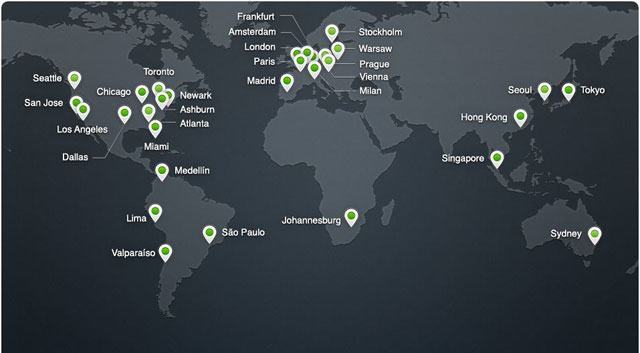 Frankfurt
Amsterdam
Stockholm
London
Warsaw
Paris
Prague
Vienna
Madrid
Milan
Seattle
Toronto
Chicago
Newark
San Jose
Ashburn
Atlanta
Los Angeles
Miami
Dallas
Medellín
Lima
São Paulo
Valparaíso
Johannesburg
Seoul
Tokyo
Hong Kong
Singapore
Sydney